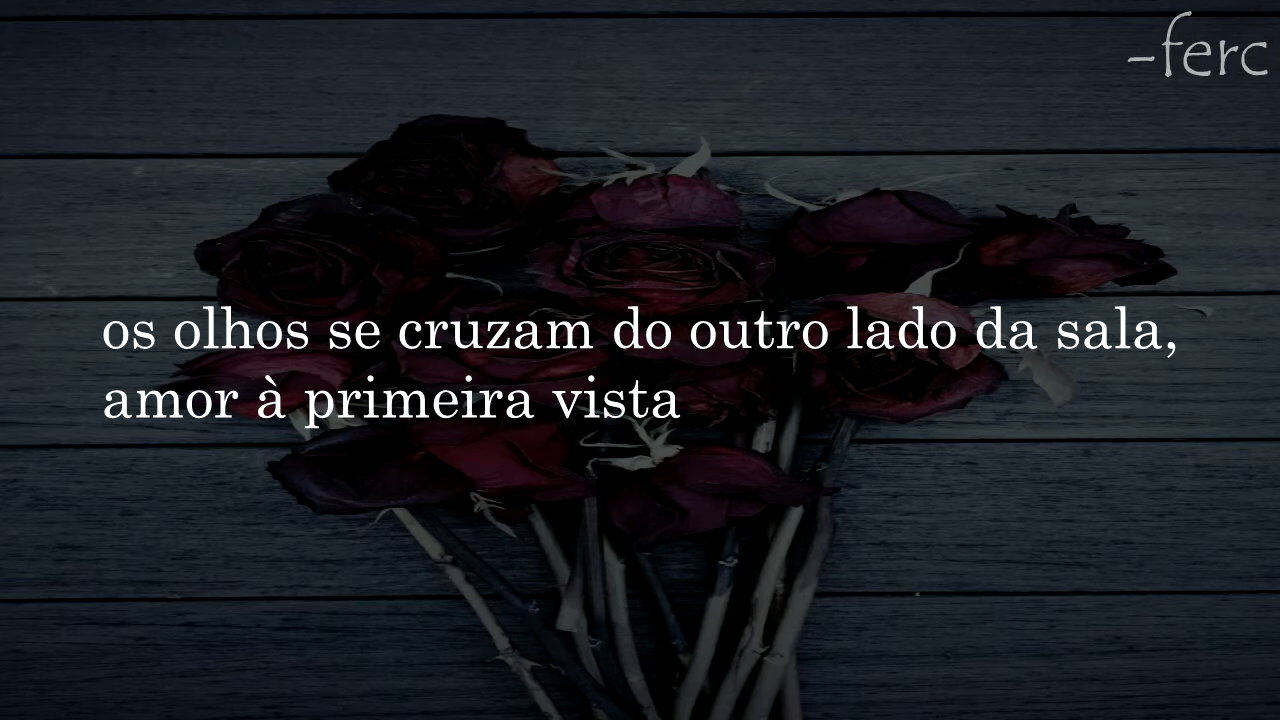 -ferc
os olhos se cruzam do outro lado da sala,
amor à primeira vista